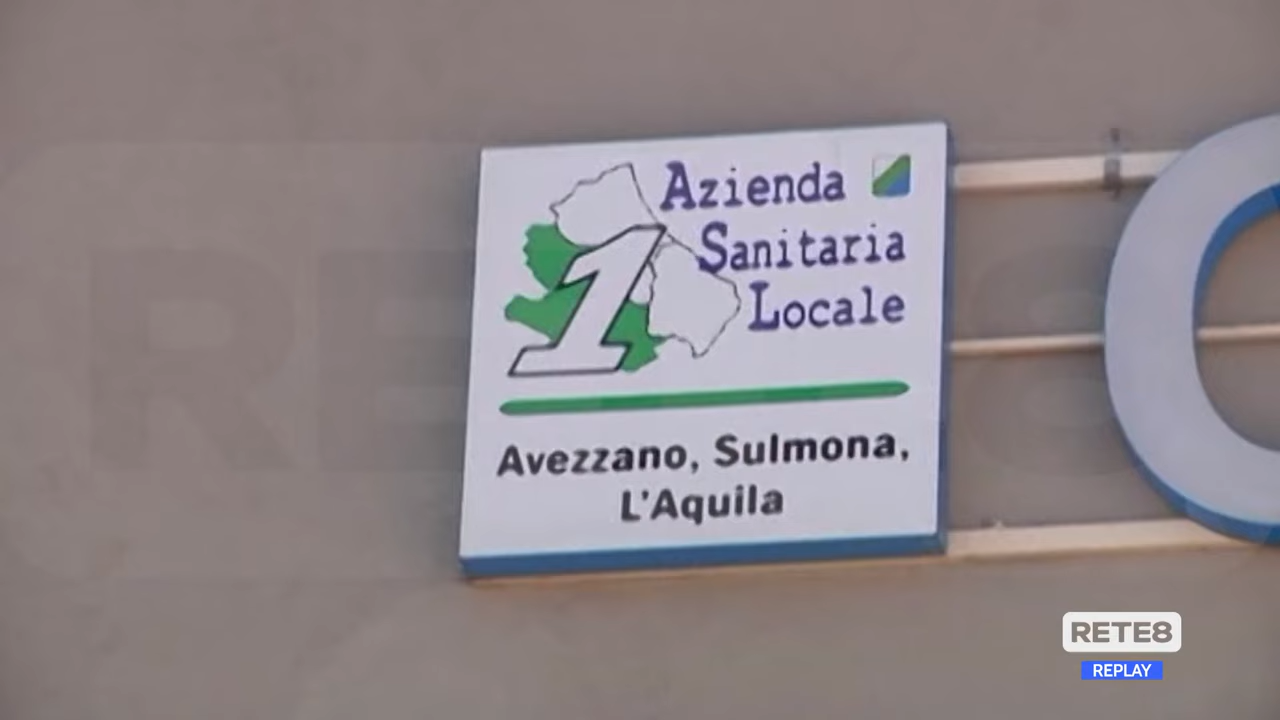 Azienda
Sanitaria
Locale
1
Avezzano, Sulmona,
L'Aquila
RETE8
REPLAY